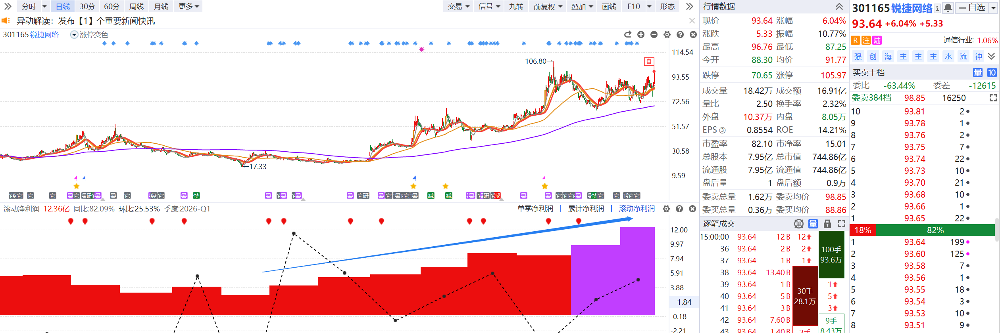 分时 日线 30分 60分 周线 月线 更多 交易 信号 九转 前复权 叠加 画线 F10 形态
异动解读：发布【1】个重要新闻快讯
301165 锐捷网络 涨停变色
114.54
106.80→
自
93.55
72.56
51.57
30.58
←17.33
9.59
滚动净利润 12.36亿 同比:82.09% 环比:25.53% 季度:2026-Q1 单季净利润 | 累计净利润 | 滚动净利润
12.00
9.97
7.94
5.91
3.88
1.84
-0.18
-2.21
行情数据
现价 93.64 涨幅 6.04%
涨跌 5.33 振幅 10.77%
最高 96.76 最低 87.25
今开 88.30 均价 91.77
跌停 70.65 涨停 105.97
成交量 18.42万 成交额 16.91亿
量比 2.50 换手率 2.32%
外盘 10.37万 内盘 8.05万
EPS③ 0.8554 ROE 14.21%
市盈率 82.10 市净率 15.01
总股本 7.95亿 总市值 744.86亿
流通股 7.95亿 流通值 744.86亿
盘后量 1 盘后额 0.9万
委卖总量 1.62万 委卖均价 98.85
委买总量 0.36万 委买均价 88.86
逐笔成交 单 量
15:00:00 93.64 12 B 12
36 93.64 2 B 2
37 93.64 1 B 1
38 93.64 13.40 B
39 93.64 1 B 1
40 93.64 5 B 5
41 93.64 3 B 3
42 93.64 7.60 B
43 93.64 1.40 B
100手
93.6万
30手
28.1万
9手
8.43万
2手
301165 锐捷网络 自选
93.64 +6.04% +5.33
R 注 陆 通信行业: 1.06%
强 创 海 主 主 主 水 流 神
买卖十档 量 10
委比 -63.44% 委差 -12615
委卖384档 98.85 16250
10 93.81 2
9 93.78 1
8 93.76 2
7 93.75 7
6 93.74 22
5 93.73 10
4 93.70 21
3 93.68 10
2 93.66 1
1 93.65 22
18% 82%
1 93.64 199
2 93.60 125
3 93.58 7
4 93.56 1
5 93.55 18
6 93.54 3
7 93.53 10
8 93.51 9